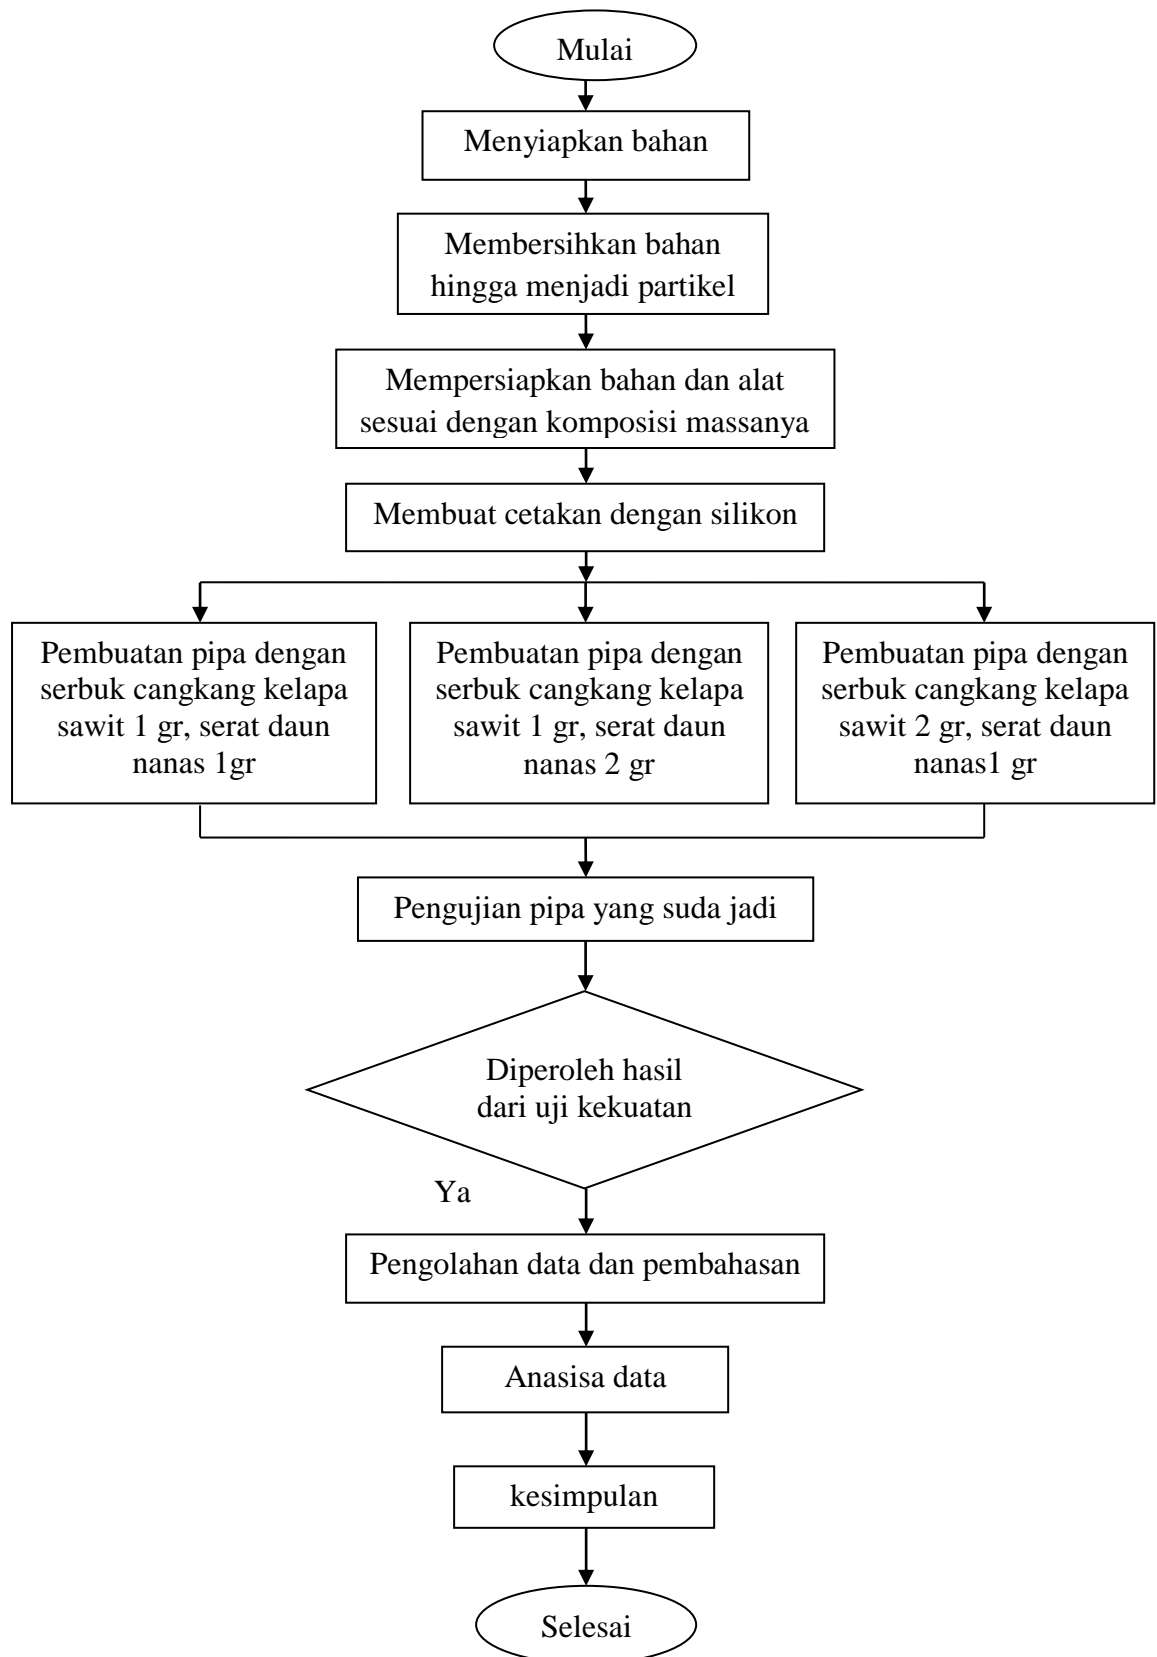 Mulai
Menyiapkan bahan
Membersihkan bahan
hingga menjadi partikel
Mempersiapkan bahan dan alat
sesuai dengan komposisi massanya
Membuat cetakan dengan silikon
Pembuatan pipa dengan
serbuk cangkang kelapa
sawit 1 gr, serat daun
nanas 1gr
Pembuatan pipa dengan
serbuk cangkang kelapa
sawit 1 gr, serat daun
nanas 2 gr
Pembuatan pipa dengan
serbuk cangkang kelapa
sawit 2 gr, serat daun
nanas1 gr
Pengujian pipa yang suda jadi
Diperoleh hasil
dari uji kekuatan
Ya
Pengolahan data dan pembahasan
Anasisa data
kesimpulan
Selesai